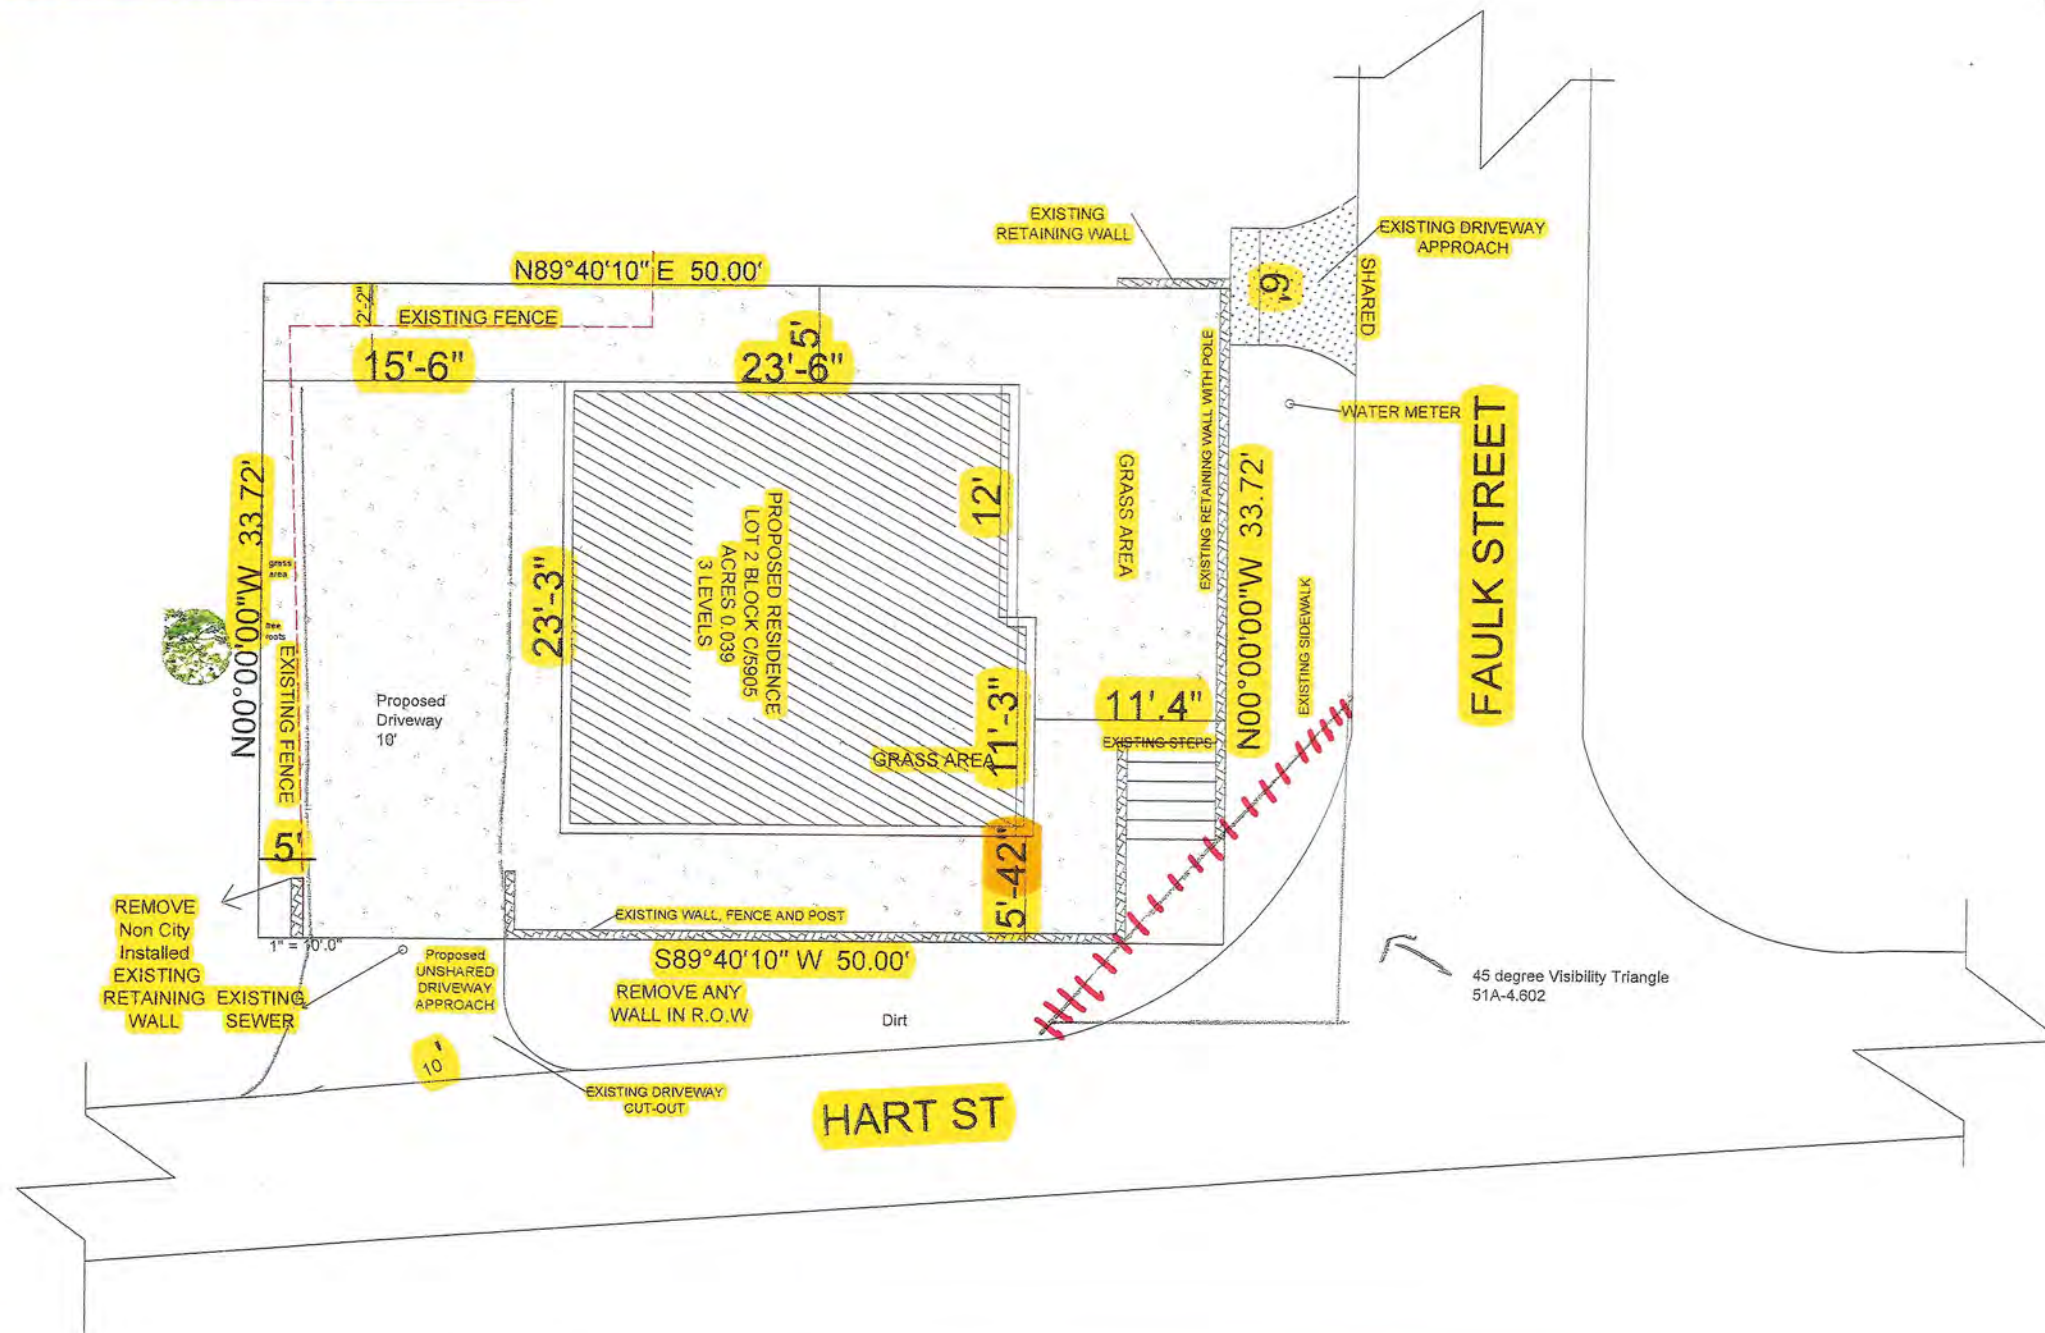 EXISTING
RETAINING WALL
EXISTING DRIVEWAY
APPROACH
SHARED
9'
N89°40'10" E 50.00'
2'-2"
EXISTING FENCE
15'-6"
5'
23'-6"
WATER METER
FAULK STREET
EXISTING RETAINING WALL WITH POLE
GRASS AREA
N00°00'00"W 33.72'
EXISTING SIDEWALK
N00°00'00"W 33.72'
grass
area
tree
roots
EXISTING FENCE
5'
Proposed
Driveway
10'
23'-3"
PROPOSED RESIDENCE
LOT 2 BLOCK C/5905
ACRES 0.039
3 LEVELS
12'
11'-3"
GRASS AREA
11'.4"
EXISTING STEPS
5'-42"
EXISTING WALL, FENCE AND POST
S89°40'10" W 50.00'
REMOVE ANY
WALL IN R.O.W
Dirt
REMOVE
Non City
Installed
EXISTING
RETAINING
WALL
1" = 10'.0"
EXISTING
SEWER
Proposed
UNSHARED
DRIVEWAY
APPROACH
10'
EXISTING DRIVEWAY
CUT-OUT
HART ST
45 degree Visibility Triangle
51A-4.602